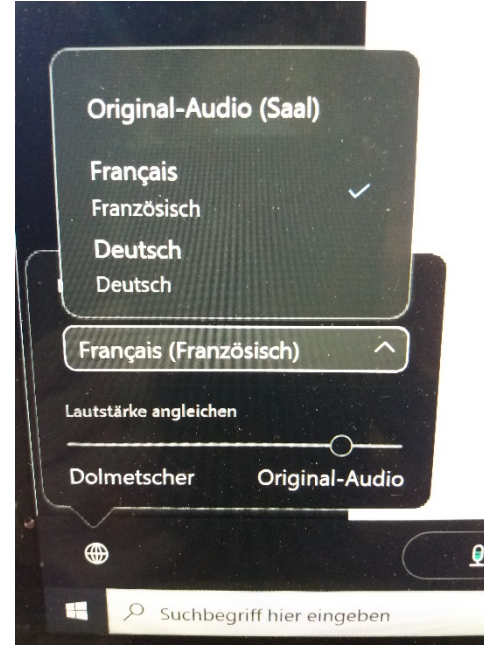 Original-Audio (Saal)
Français
Französisch
Deutsch
Deutsch
Français (Französisch)
Lautstärke angleichen
Dolmetscher Original-Audio
Suchbegriff hier eingeben